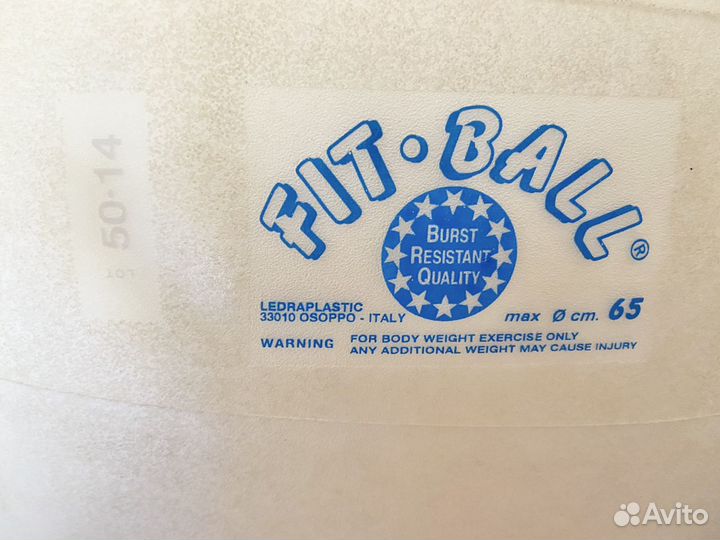 50·14
LOT
FIT·BALL®
BURST
RESISTANT
QUALITY
LEDRAPLASTIC
33010 OSOPPO - ITALY
max Ø cm. 65
WARNING FOR BODY WEIGHT EXERCISE ONLY
ANY ADDITIONAL WEIGHT MAY CAUSE INJURY
Avito